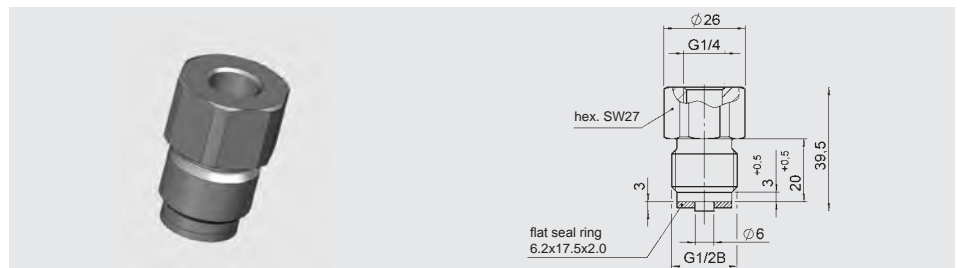 ∅26
G1/4
hex. SW27
39,5
20 +0,5
3 +0.5
3
flat seal ring
6.2x17.5x2.0
∅6
G1/2B